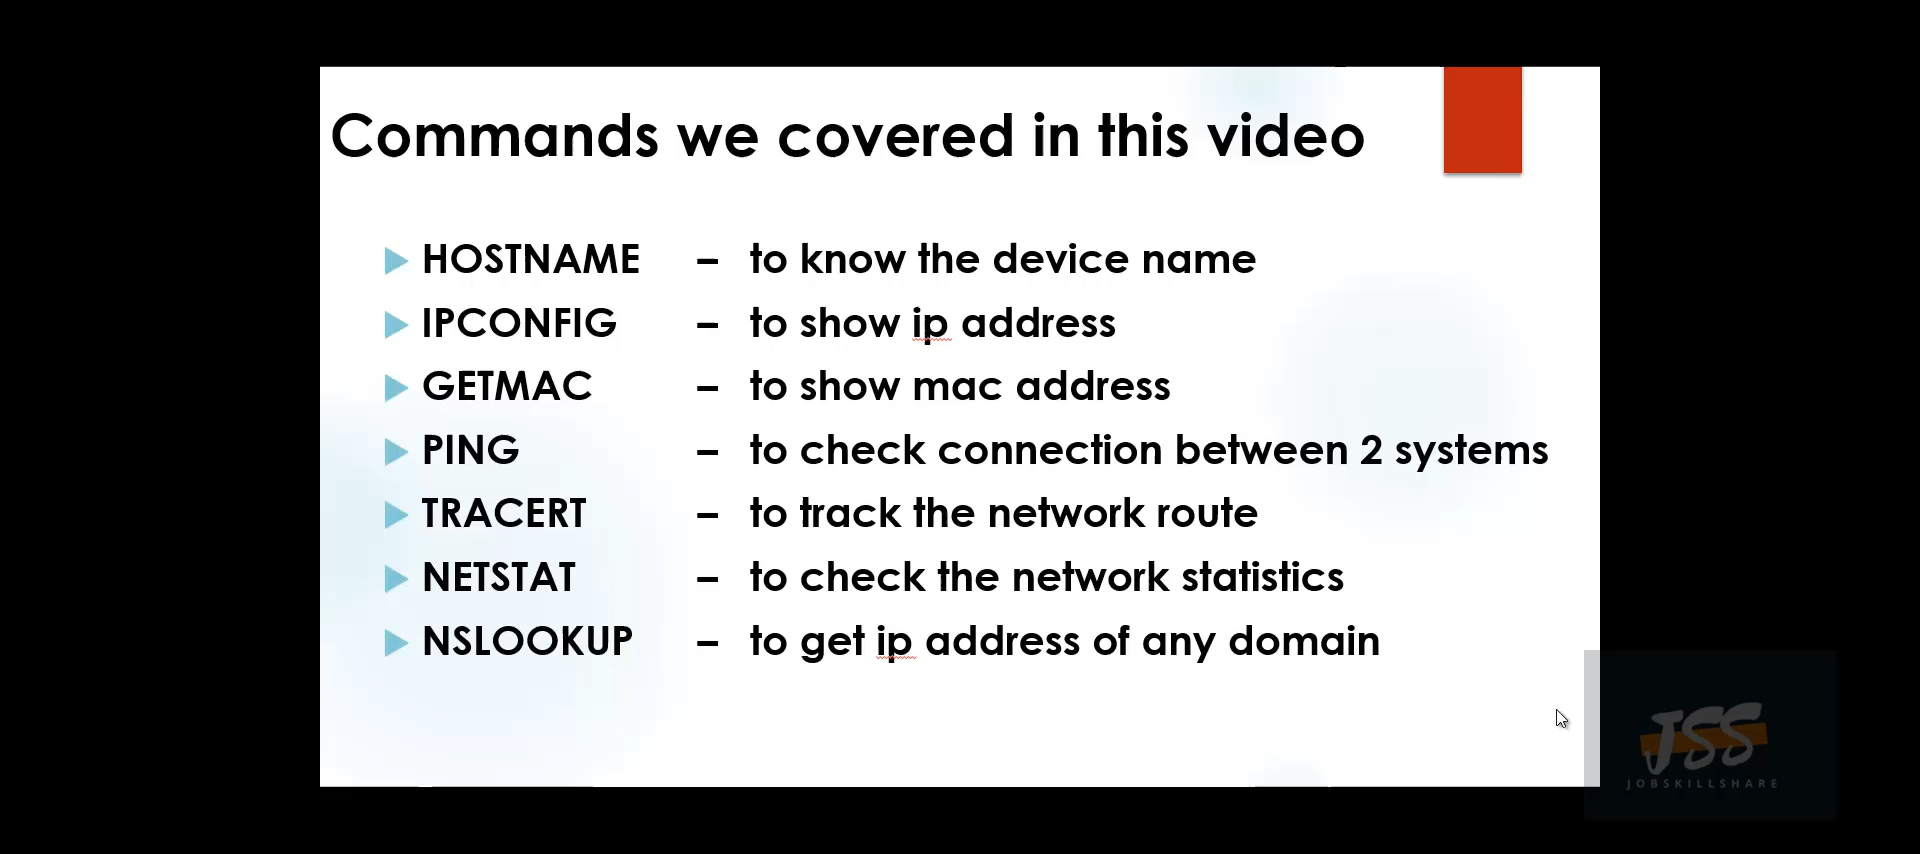 Commands we covered in this video
HOSTNAME – to know the device name
IPCONFIG – to show ip address
GETMAC – to show mac address
PING – to check connection between 2 systems
TRACERT – to track the network route
NETSTAT – to check the network statistics
NSLOOKUP – to get ip address of any domain
JSS
JOBSKILLSHARE